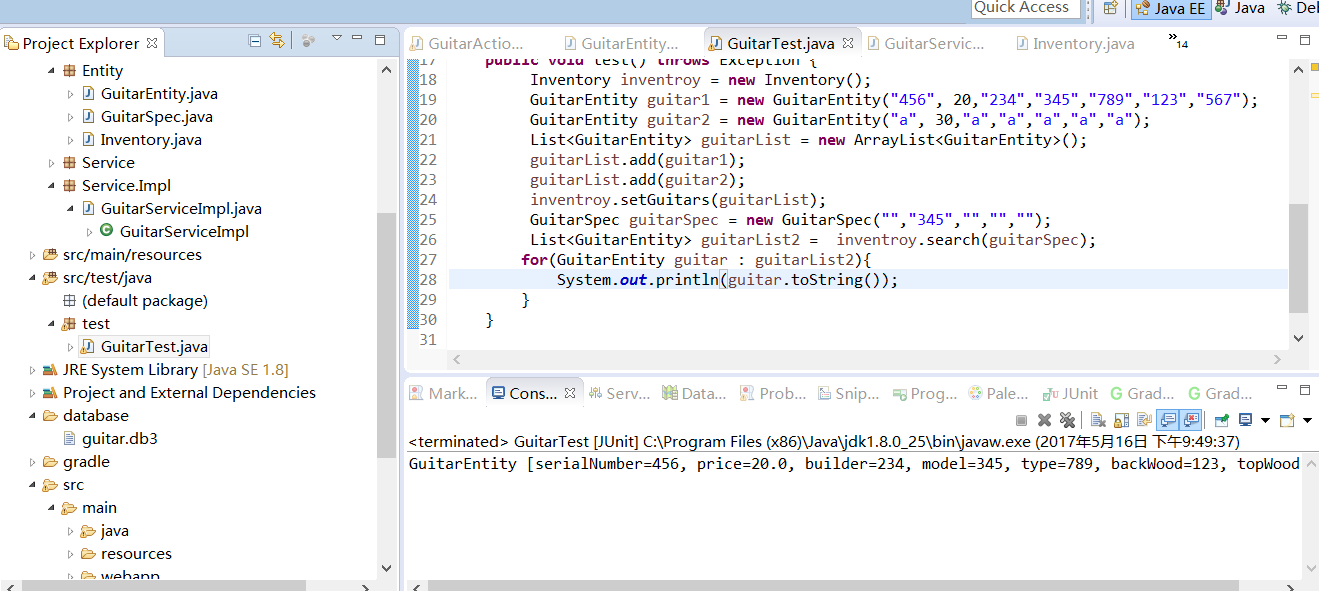 Quick Access
Java EE
Java
Project Explorer
Entity
GuitarEntity.java
GuitarSpec.java
Inventory.java
Service
Service.Impl
GuitarServiceImpl.java
GuitarServiceImpl
src/main/resources
src/test/java
(default package)
test
GuitarTest.java
JRE System Library [Java SE 1.8]
Project and External Dependencies
database
guitar.db3
gradle
src
main
java
resources
webapp
GuitarActio...
GuitarEntity...
GuitarTest.java
GuitarServic...
Inventory.java
»14
17 public void test() throws Exception {
18 Inventory inventroy = new Inventory();
19 GuitarEntity guitar1 = new GuitarEntity("456", 20,"234","345","789","123","567");
20 GuitarEntity guitar2 = new GuitarEntity("a", 30,"a","a","a","a","a");
21 List<GuitarEntity> guitarList = new ArrayList<GuitarEntity>();
22 guitarList.add(guitar1);
23 guitarList.add(guitar2);
24 inventroy.setGuitars(guitarList);
25 GuitarSpec guitarSpec = new GuitarSpec("","345","","","");
26 List<GuitarEntity> guitarList2 = inventroy.search(guitarSpec);
27 for(GuitarEntity guitar : guitarList2){
28 System.out.println(guitar.toString());
29 }
30 }
31
Mark...
Cons...
Serv...
Data...
Prob...
Snip...
Prog...
Pale...
JUnit
Grad...
Grad...
<terminated> GuitarTest [JUnit] C:\Program Files (x86)\Java\jdk1.8.0_25\bin\javaw.exe (2017年5月16日 下午9:49:37)
GuitarEntity [serialNumber=456, price=20.0, builder=234, model=345, type=789, backWood=123, topWood